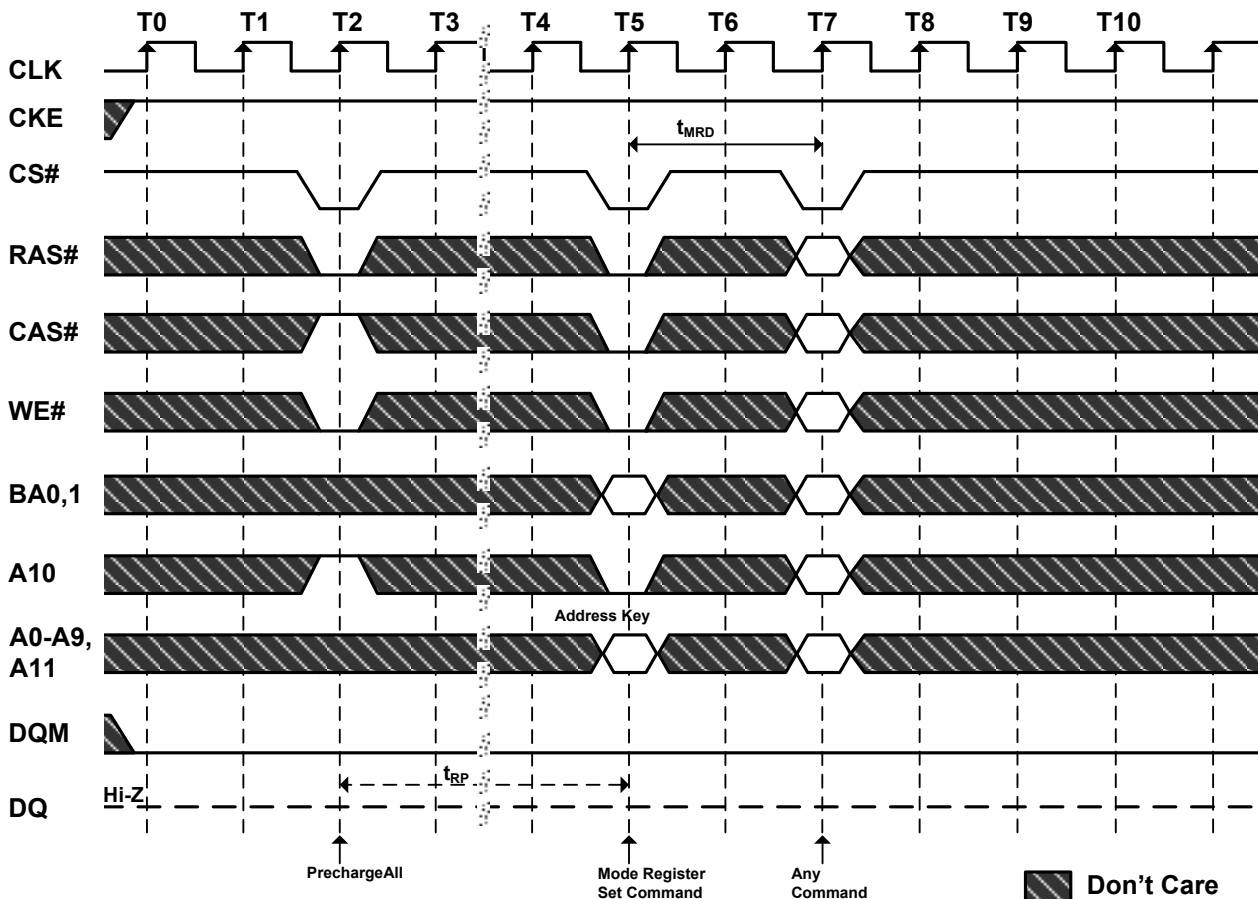 T0 T1 T2 T3 T4 T5 T6 T7 T8 T9 T10
CLK
CKE
tMRD
CS#
RAS#
CAS#
WE#
BA0,1
A10
Address Key
A0-A9,
A11
DQM
tRP
Hi-Z
DQ
PrechargeAll
Mode Register
Set Command
Any
Command
Don't Care